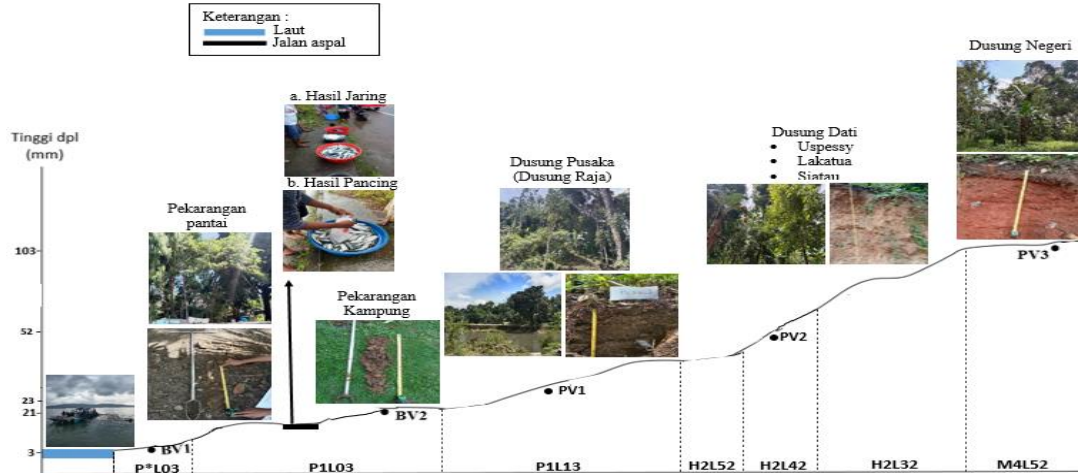 Keterangan :
Laut
Jalan aspal
Dusung Negeri
a. Hasil Jaring
Tinggi dpl
(mm)
Dusung Dati
• Uspessy
• Lakatua
• Siatau
Dusung Pusaka
(Dusung Raja)
b. Hasil Pancing
Pekarangan
pantai
103
PV3
Pekarangan
Kampung
52
PV2
23
PV1
21
BV2
3
BV1
P*L03
P1L03
P1L13
H2L52
H2L42
H2L32
M4L52